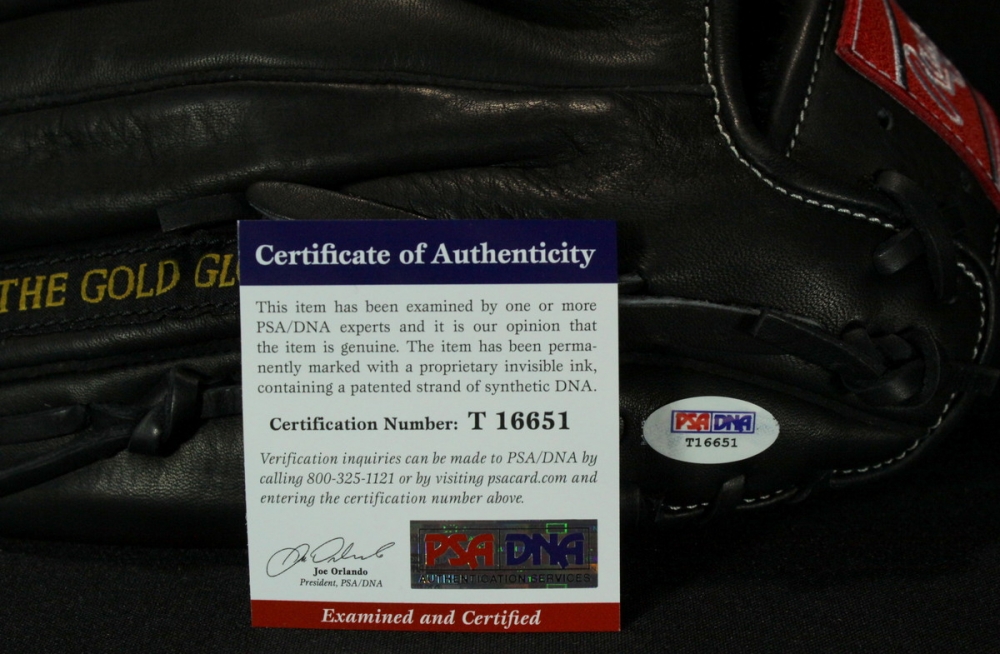 THE GOLD GL
Certificate of Authenticity
This item has been examined by one or more
PSA/DNA experts and it is our opinion that
the item is genuine. The item has been perma-
nently marked with a proprietary invisible ink,
containing a patented strand of synthetic DNA.
Certification Number: T 16651
Verification inquiries can be made to PSA/DNA by
calling 800-325-1121 or by visiting psacard.com and
entering the certification number above.
Joe Orlando
President, PSA/DNA
PSA DNA
AUTHENTICATION SERVICES
Examined and Certified
PSA DNA
T16651